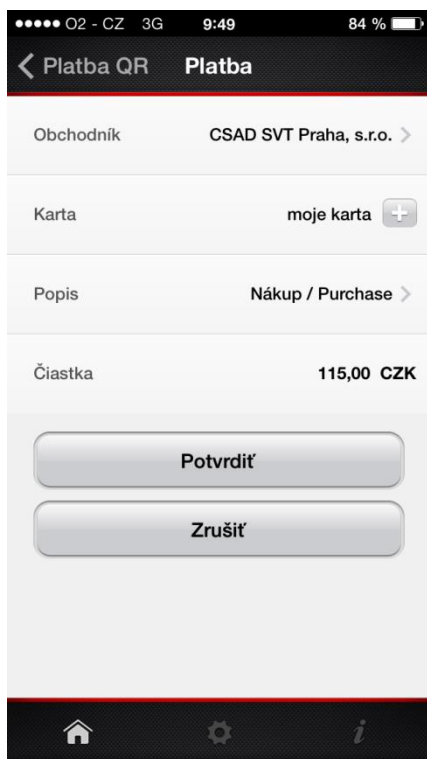 O2 - CZ 3G 9:49 84 %
Platba QR Platba
Obchodník CSAD SVT Praha, s.r.o.
Karta moje karta
Popis Nákup / Purchase
Čiastka 115,00 CZK
Potvrdiť
Zrušiť